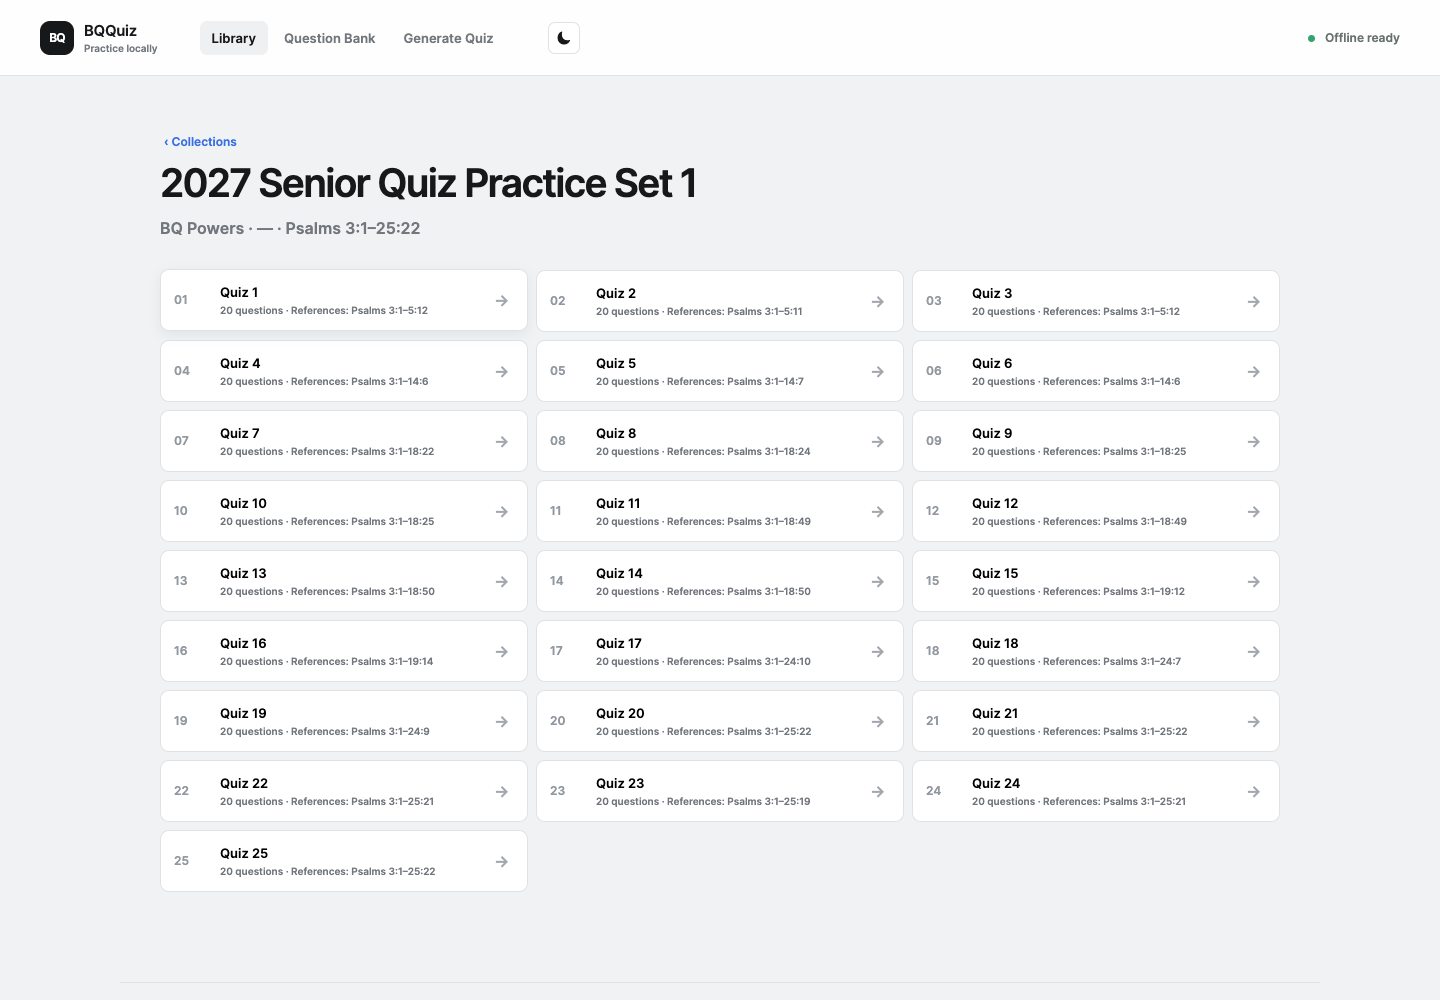 BQ
BQQuiz
Practice locally
Library
Question Bank
Generate Quiz
Offline ready
‹ Collections
2027 Senior Quiz Practice Set 1
BQ Powers · — · Psalms 3:1–25:22
01
Quiz 1
20 questions · References: Psalms 3:1–5:12
02
Quiz 2
20 questions · References: Psalms 3:1–5:11
03
Quiz 3
20 questions · References: Psalms 3:1–5:12
04
Quiz 4
20 questions · References: Psalms 3:1–14:6
05
Quiz 5
20 questions · References: Psalms 3:1–14:7
06
Quiz 6
20 questions · References: Psalms 3:1–14:6
07
Quiz 7
20 questions · References: Psalms 3:1–18:22
08
Quiz 8
20 questions · References: Psalms 3:1–18:24
09
Quiz 9
20 questions · References: Psalms 3:1–18:25
10
Quiz 10
20 questions · References: Psalms 3:1–18:25
11
Quiz 11
20 questions · References: Psalms 3:1–18:49
12
Quiz 12
20 questions · References: Psalms 3:1–18:49
13
Quiz 13
20 questions · References: Psalms 3:1–18:50
14
Quiz 14
20 questions · References: Psalms 3:1–18:50
15
Quiz 15
20 questions · References: Psalms 3:1–19:12
16
Quiz 16
20 questions · References: Psalms 3:1–19:14
17
Quiz 17
20 questions · References: Psalms 3:1–24:10
18
Quiz 18
20 questions · References: Psalms 3:1–24:7
19
Quiz 19
20 questions · References: Psalms 3:1–24:9
20
Quiz 20
20 questions · References: Psalms 3:1–25:22
21
Quiz 21
20 questions · References: Psalms 3:1–25:22
22
Quiz 22
20 questions · References: Psalms 3:1–25:21
23
Quiz 23
20 questions · References: Psalms 3:1–25:19
24
Quiz 24
20 questions · References: Psalms 3:1–25:21
25
Quiz 25
20 questions · References: Psalms 3:1–25:22